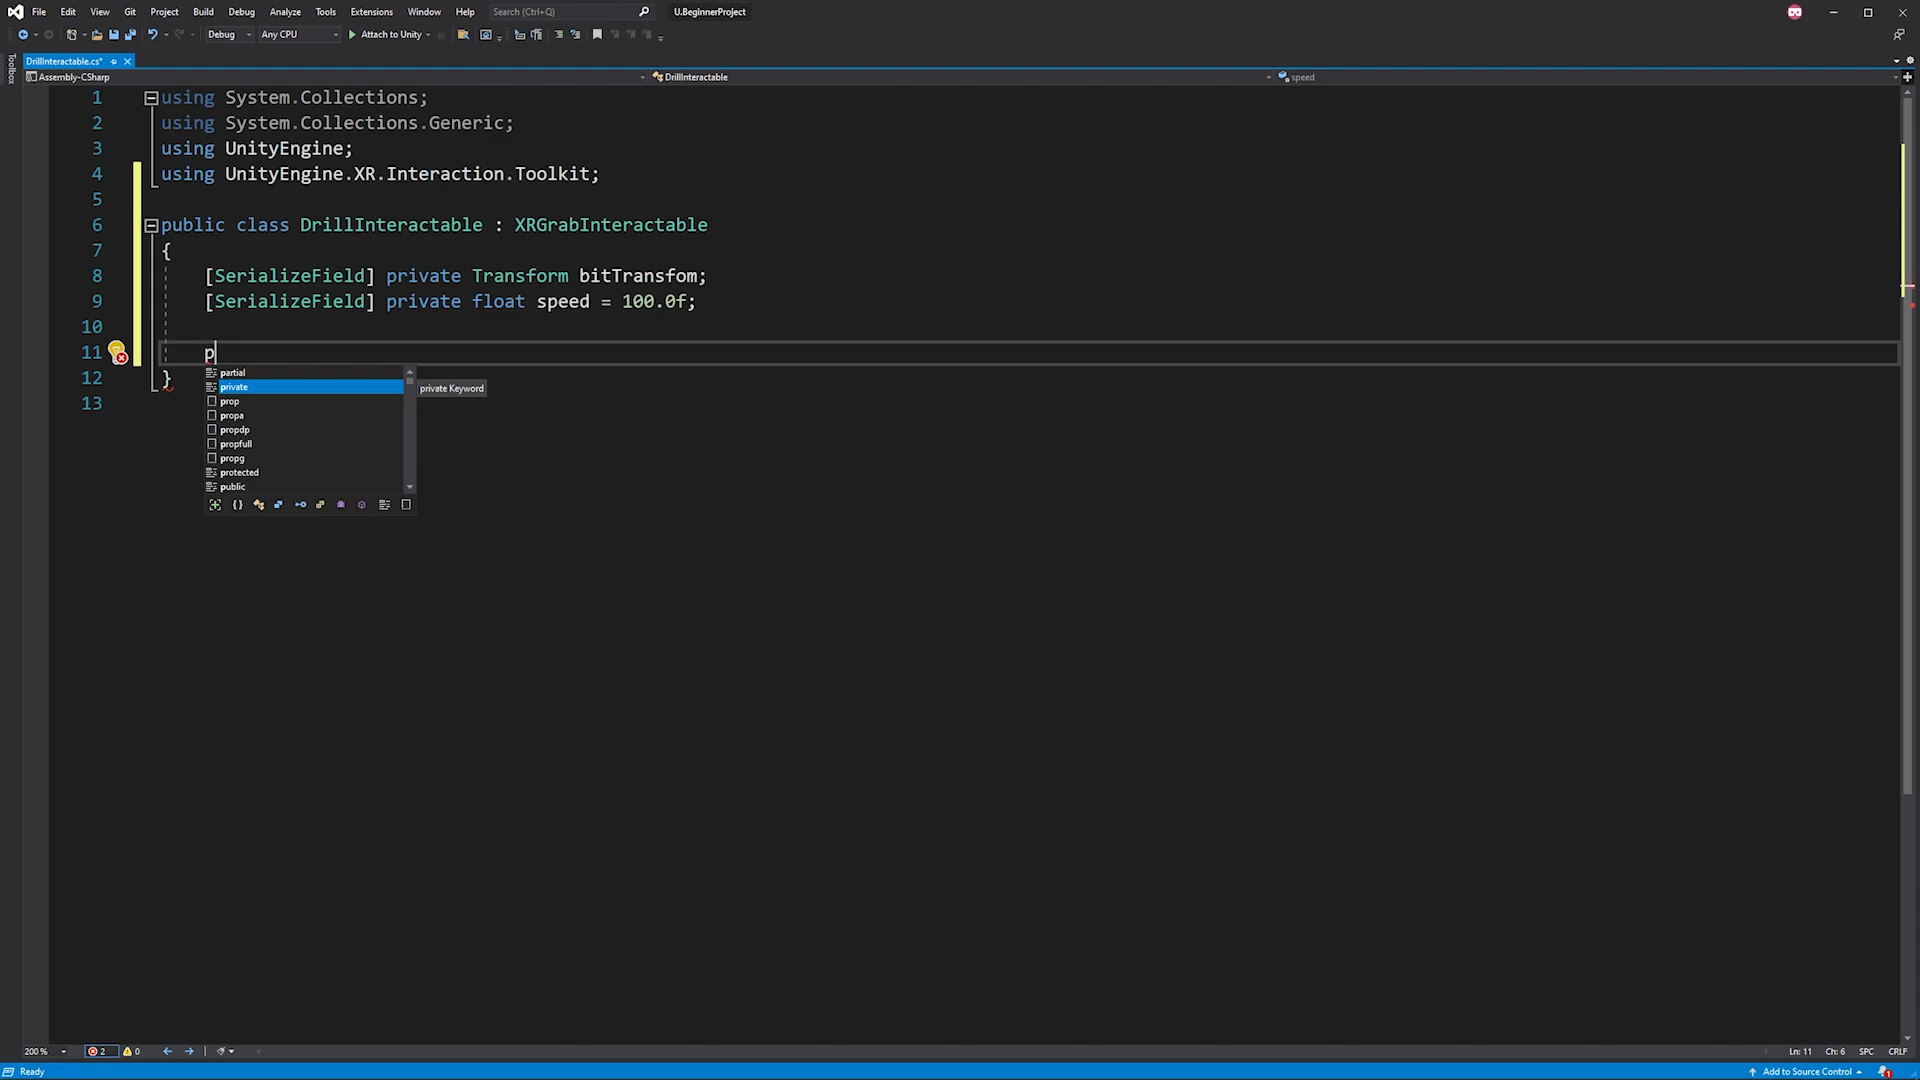 File Edit View Git Project Build Debug Analyze Tools Extensions Window Help Search (Ctrl+Q) U.BeginnerProject
Debug Any CPU Attach to Unity
Toolbox
DrillInteractable.cs*
Assembly-CSharp DrillInteractable speed
1 using System.Collections;
2 using System.Collections.Generic;
3 using UnityEngine;
4 using UnityEngine.XR.Interaction.Toolkit;
5
6 public class DrillInteractable : XRGrabInteractable
7 {
8 [SerializeField] private Transform bitTransfom;
9 [SerializeField] private float speed = 100.0f;
10
11 p
partial
private private Keyword
prop
propa
propdp
propfull
propg
protected
public
12 }
13
200 % 2 0 Ln: 11 Ch: 6 SPC CRLF
Ready Add to Source Control 1